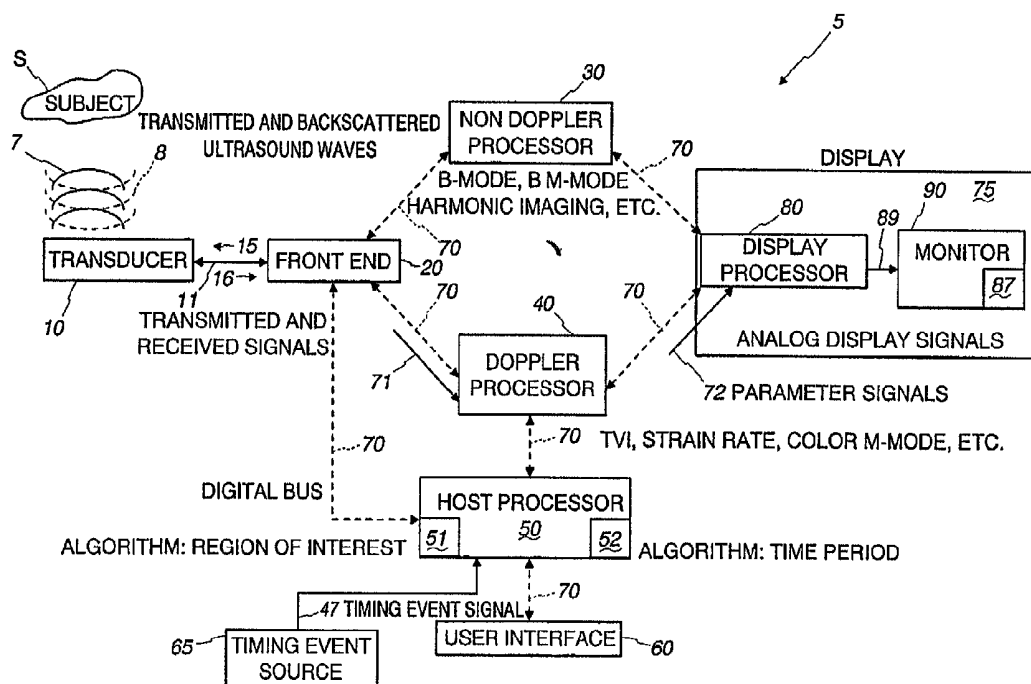 5
S
SUBJECT
30
NON DOPPLER
PROCESSOR
TRANSMITTED AND BACKSCATTERED
ULTRASOUND WAVES
7
8
70
DISPLAY
B-MODE, B M-MODE
HARMONIC IMAGING, ETC.
70
80
90
75
89
TRANSDUCER
15
11
16
FRONT END
20
DISPLAY
PROCESSOR
MONITOR
87
10
TRANSMITTED AND
RECEIVED SIGNALS
70
40
70
71
DOPPLER
PROCESSOR
ANALOG DISPLAY SIGNALS
72 PARAMETER SIGNALS
70
70
TVI, STRAIN RATE, COLOR M-MODE, ETC.
DIGITAL BUS
HOST PROCESSOR
51
50
52
ALGORITHM: REGION OF INTEREST
ALGORITHM: TIME PERIOD
47 TIMING EVENT SIGNAL
70
65
TIMING EVENT
SOURCE
USER INTERFACE
60